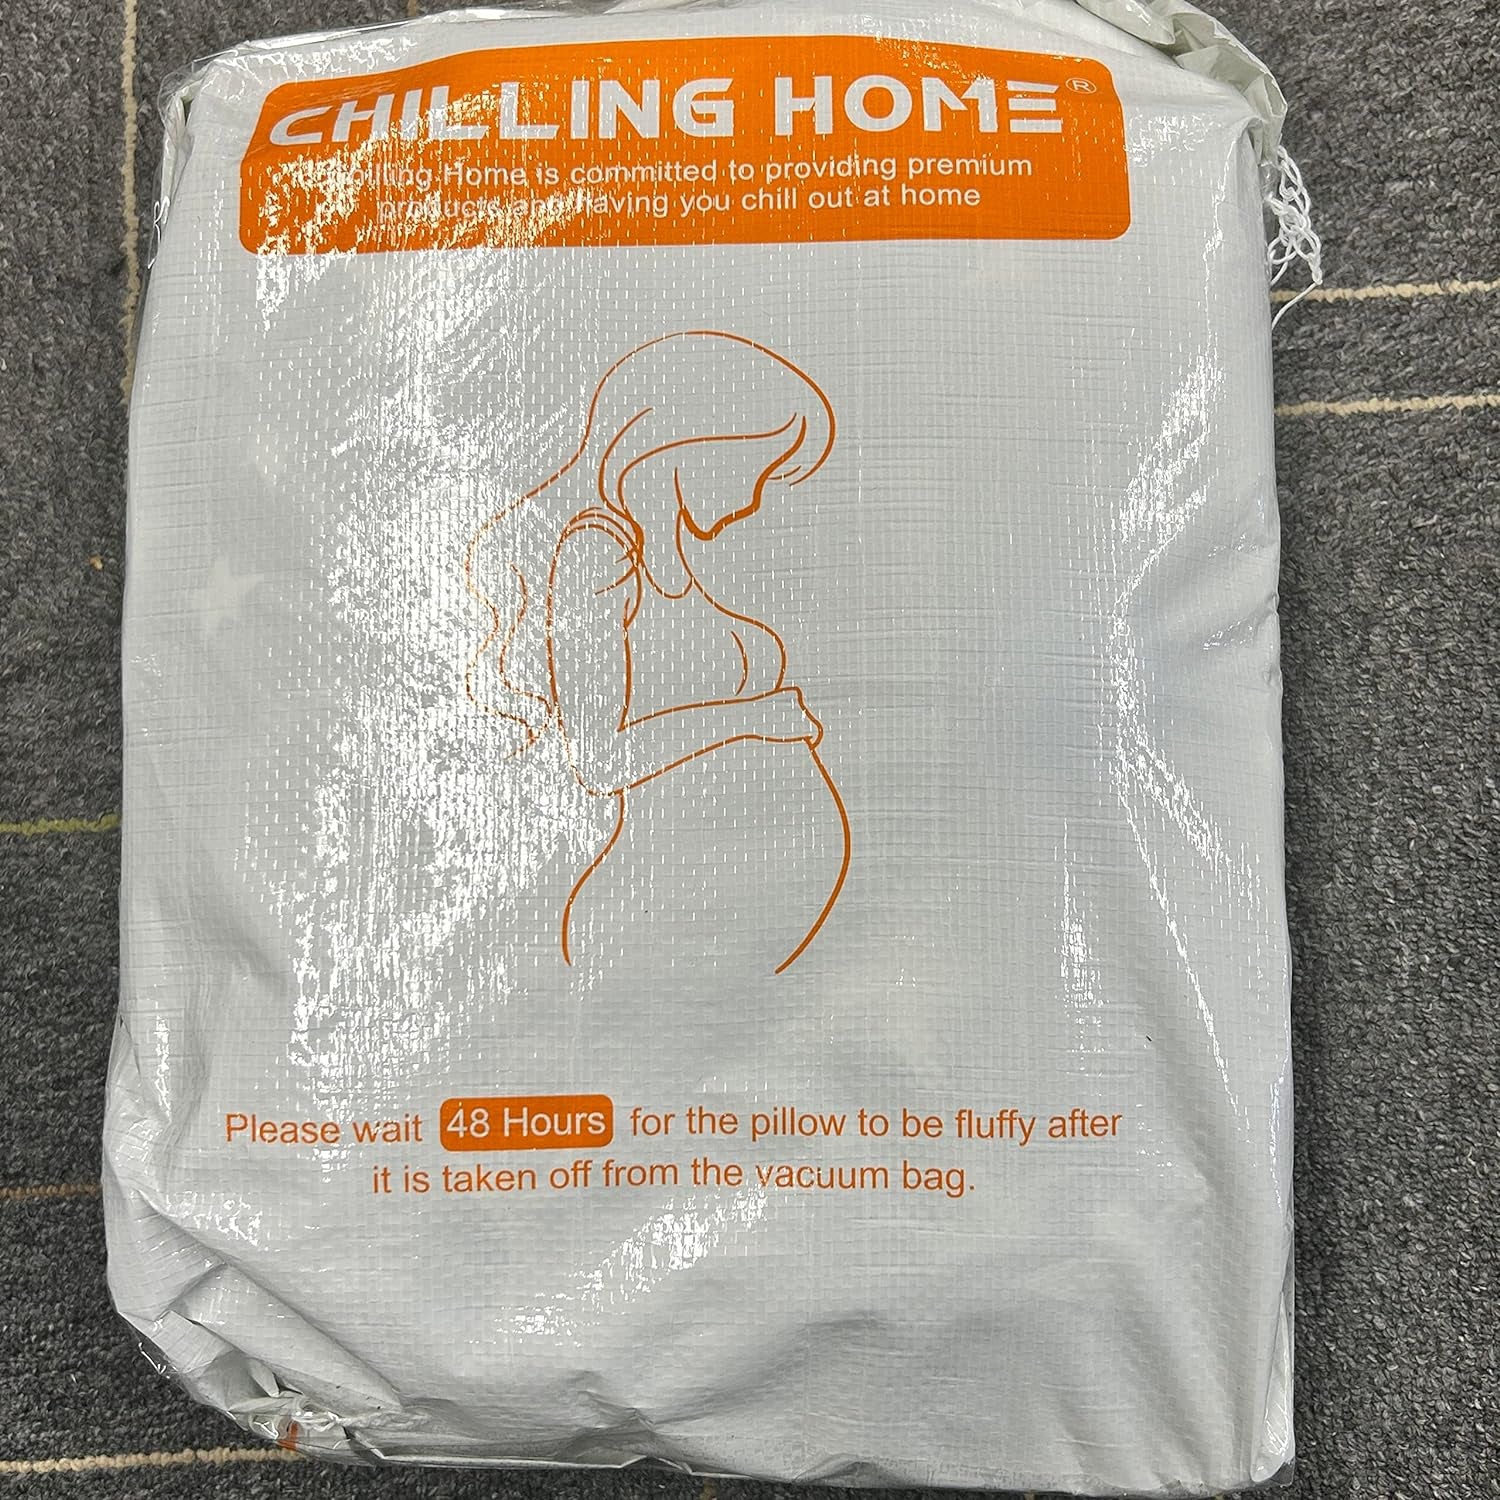 CHILLING HOME®
Chilling Home is committed to providing premium
products and having you chill out at home
Please wait 48 Hours for the pillow to be fluffy after
it is taken off from the vacuum bag.